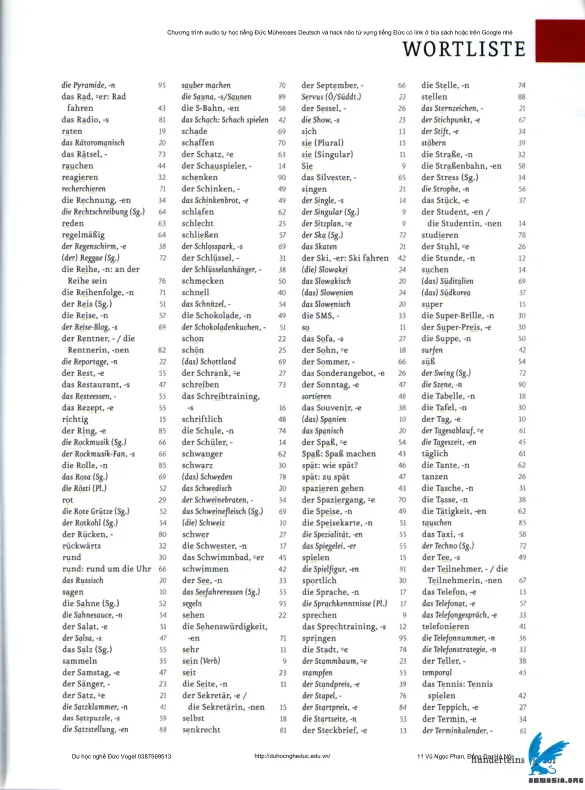 Chương trình audio tự học tiếng Đức Müheloses Deutsch và hack não từ vựng tiếng Đức có link ở bìa sách hoặc trên Google nhé
WORTLISTE
die Pyramide, -n 95
das Rad, ¨er: Rad
fahren 43
das Radio, -s 81
raten 19
das Rätoromanisch 20
das Rätsel, - 73
rauchen 44
reagieren 32
recherchieren 71
die Rechnung, -en 34
die Rechtschreibung (Sg.) 64
reden 63
regelmäßig 64
der Regenschirm, -e 38
(der) Reggae (Sg.) 72
die Reihe, -n: an der
Reihe sein 76
die Reihenfolge, -n 71
der Reis (Sg.) 51
die Reise, -n 57
der Reise-Blog, -s 69
der Rentner, - / die
Rentnerin, -nen 82
die Reportage, -n 22
der Rest, -e 55
das Restaurant, -s 47
das Resteessen, - 55
das Rezept, -e 55
richtig 15
der Ring, -e 85
die Rockmusik (Sg.) 66
der Rockmusik-Fan, -s 66
die Rolle, -n 85
das Rosa (Sg.) 69
die Rösti (Pl.) 52
rot 29
die Rote Grütze (Sg.) 52
der Rotkohl (Sg.) 54
der Rücken, - 80
rückwärts 32
rund 30
rund: rund um die Uhr 66
das Russisch 20
sagen 10
die Sahne (Sg.) 52
die Sahnesauce, -n 54
der Salat, -e 51
die Salsa, -s 47
das Salz (Sg.) 55
sammeln 35
der Samstag, -e 47
der Sänger, - 23
der Satz, ¨e 21
die Satzklammer, -n 41
das Satzpuzzle, -s 59
die Satzstellung, -en 88
sauber machen 70
die Sauna, -s/Saunen 89
die S-Bahn, -en 58
das Schach: Schach spielen 42
schade 69
schaffen 70
der Schatz, ¨e 63
der Schauspieler, - 14
schenken 90
der Schinken, - 49
das Schinkenbrot, -e 49
schlafen 62
schlecht 25
schließen 57
der Schlosspark, -s 69
der Schlüssel, - 31
der Schlüsselanhänger, - 38
schmecken 50
schnell 40
das Schnitzel, - 54
die Schokolade, -n 49
der Schokoladenkuchen, - 51
schon 22
schön 25
(das) Schottland 69
der Schrank, ¨e 27
schreiben 73
das Schreibtraining,
-s 16
schriftlich 48
die Schule, -n 74
der Schüler, - 14
schwanger 62
schwarz 30
(das) Schweden 78
das Schwedisch 20
der Schweinebraten, - 54
das Schweinefleisch (Sg.) 69
(die) Schweiz 10
schwer 27
die Schwester, -n 17
das Schwimmbad, ¨er 45
schwimmen 42
der See, -n 33
das Seefahreressen (Sg.) 55
segeln 95
sehen 22
die Sehenswürdigkeit,
-en 71
sehr 11
sein (Verb) 9
seit 23
die Seite, -n 11
der Sekretär, -e /
die Sekretärin, -nen 15
selbst 18
senkrecht 81
der September, - 66
Servus (Ö/Süddt.) 22
der Sessel, - 26
die Show, -s 23
sich 13
sie (Plural) 15
sie (Singular) 11
Sie 9
das Silvester, - 65
singen 21
die Single, -s 14
der Singular (Sg.) 9
der Sitzplan, ¨e 9
der Ska (Sg.) 72
das Skaten 21
der Ski, -er: Ski fahren 42
(die) Slowakei 24
das Slowakisch 20
(das) Slowenien 24
das Slowenisch 20
die SMS, - 33
so 11
das Sofa, -s 27
der Sohn, ¨e 18
der Sommer, - 66
das Sonderangebot, -e 26
der Sonntag, -e 47
sortieren 48
das Souvenir, -e 38
(das) Spanien 10
das Spanisch 20
der Spaß, ¨e 54
Spaß: Spaß machen 43
spät: wie spät? 46
spät: zu spät 47
spazieren gehen 43
der Spaziergang, ¨e 70
die Speise, -n 49
die Speisekarte, -n 51
die Spezialität, -en 55
das Spiegelei, -er 55
spielen 15
die Spielfigur, -en 91
sportlich 30
die Sprache, -n 17
die Sprachkenntnisse (Pl.) 17
sprechen 9
das Sprechtraining, -s 12
springen 95
die Stadt, ¨e 74
der Stammbaum, ¨e 23
stampfen 55
der Standpreis, -e 39
der Stapel, - 76
der Startpreis, -e 84
die Startseite, -n 53
der Steckbrief, -e 13
die Stelle, -n 74
stellen 88
das Sternzeichen, - 21
der Stichpunkt, -e 67
der Stift, -e 34
stöbern 39
die Straße, -n 32
die Straßenbahn, -en 58
der Stress (Sg.) 34
die Strophe, -n 56
das Stück, -e 37
der Student, -en /
die Studentin, -nen 14
studieren 78
der Stuhl, ¨e 26
die Stunde, -n 12
suchen 14
(das) Süditalien 69
(das) Südkorea 37
super 15
die Super-Brille, -n 30
der Super-Preis, -e 30
die Suppe, -n 50
surfen 42
süß 54
der Swing (Sg.) 72
die Szene, -n 90
die Tabelle, -n 18
die Tafel, -n 30
der Tag, -e 10
der Tagesablauf, ¨e 61
die Tageszeit, -en 45
täglich 61
die Tante, -n 62
tanzen 26
die Tasche, -n 31
die Tasse, -n 38
die Tätigkeit, -en 62
tauschen 85
das Taxi, -s 58
der Techno (Sg.) 72
der Tee, -s 49
der Teilnehmer, - / die
Teilnehmerin, -nen 67
das Telefon, -e 13
das Telefonat, -e 57
das Telefongespräch, -e 33
telefonieren 41
die Telefonnummer, -n 36
die Telefonstrategie, -n 33
der Teller, - 38
temporal 45
das Tennis: Tennis
spielen 42
der Teppich, -e 27
der Termin, -e 34
der Terminkalender, - 61
Du học nghề Đức Vogel 0387569513
http://duhocngheduc.edu.vn/
11 Vũ Ngọc Phan, Đống Đa, Hà Nội